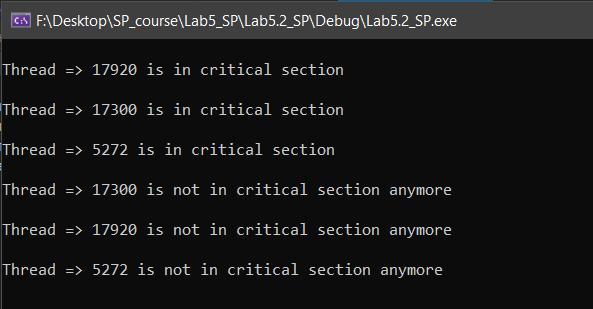 F:\Desktop\SP_course\Lab5_SP\Lab5.2_SP\Debug\Lab5.2_SP.exe
Thread => 17920 is in critical section
Thread => 17300 is in critical section
Thread => 5272 is in critical section
Thread => 17300 is not in critical section anymore
Thread => 17920 is not in critical section anymore
Thread => 5272 is not in critical section anymore